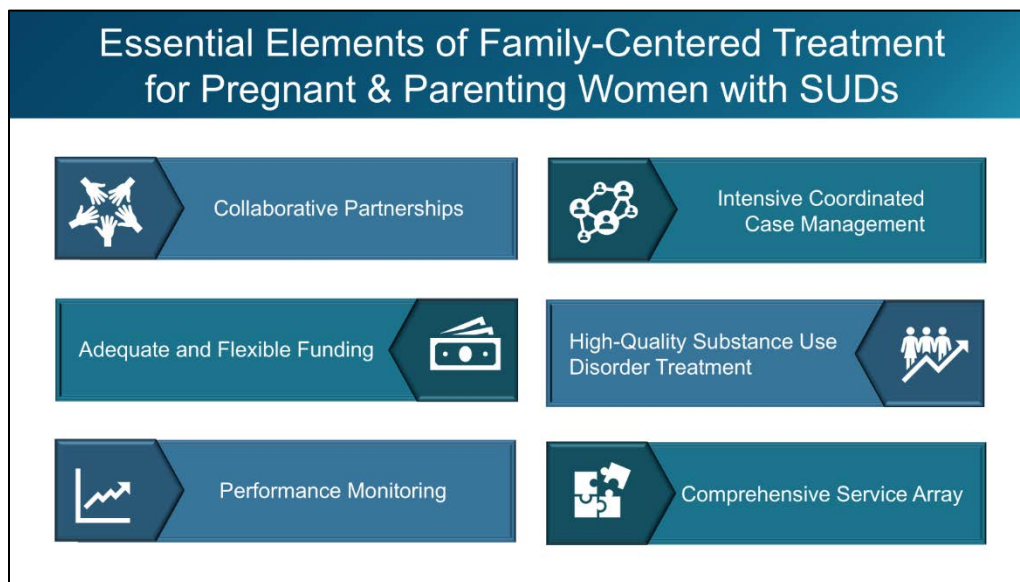 Essential Elements of Family-Centered Treatment
for Pregnant & Parenting Women with SUDs
Collaborative Partnerships
Intensive Coordinated
Case Management
Adequate and Flexible Funding
High-Quality Substance Use
Disorder Treatment
Performance Monitoring
Comprehensive Service Array